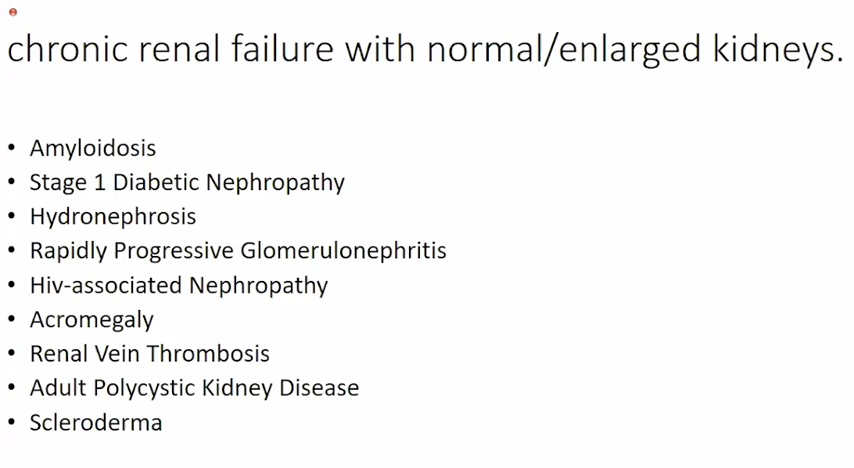 chronic renal failure with normal/enlarged kidneys.
• Amyloidosis
• Stage 1 Diabetic Nephropathy
• Hydronephrosis
• Rapidly Progressive Glomerulonephritis
• Hiv-associated Nephropathy
• Acromegaly
• Renal Vein Thrombosis
• Adult Polycystic Kidney Disease
• Scleroderma